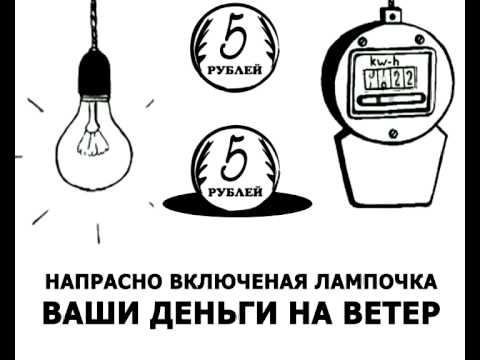 5
РУБЛЕЙ
5
РУБЛЕЙ
kw-h
НАПРАСНО ВКЛЮЧЕНАЯ ЛАМПОЧКА
ВАШИ ДЕНЬГИ НА ВЕТЕР